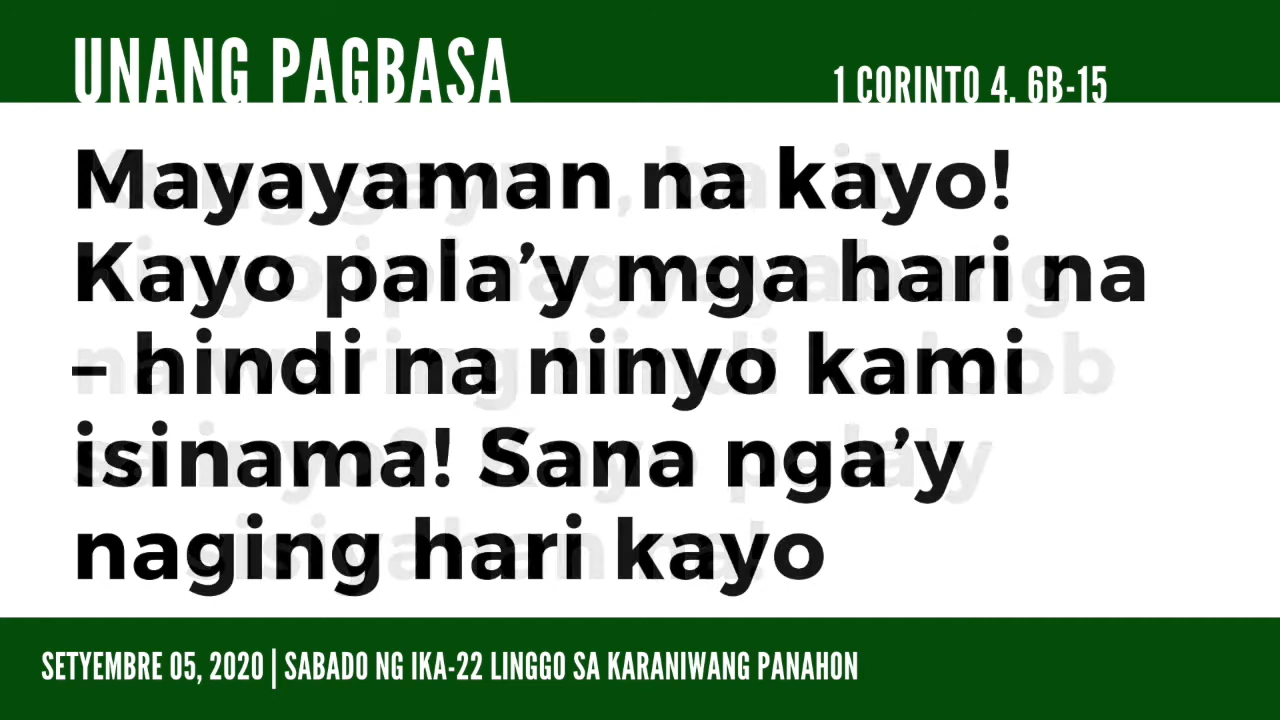 UNANG PAGBASA
1 CORINTO 4, 6B-15
Mayayaman na kayo!
Kayo pala’y mga hari na
– hindi na ninyo kami
isinama! Sana nga’y
naging hari kayo
SETYEMBRE 05, 2020 | SABADO NG IKA-22 LINGGO SA KARANIWANG PANAHON